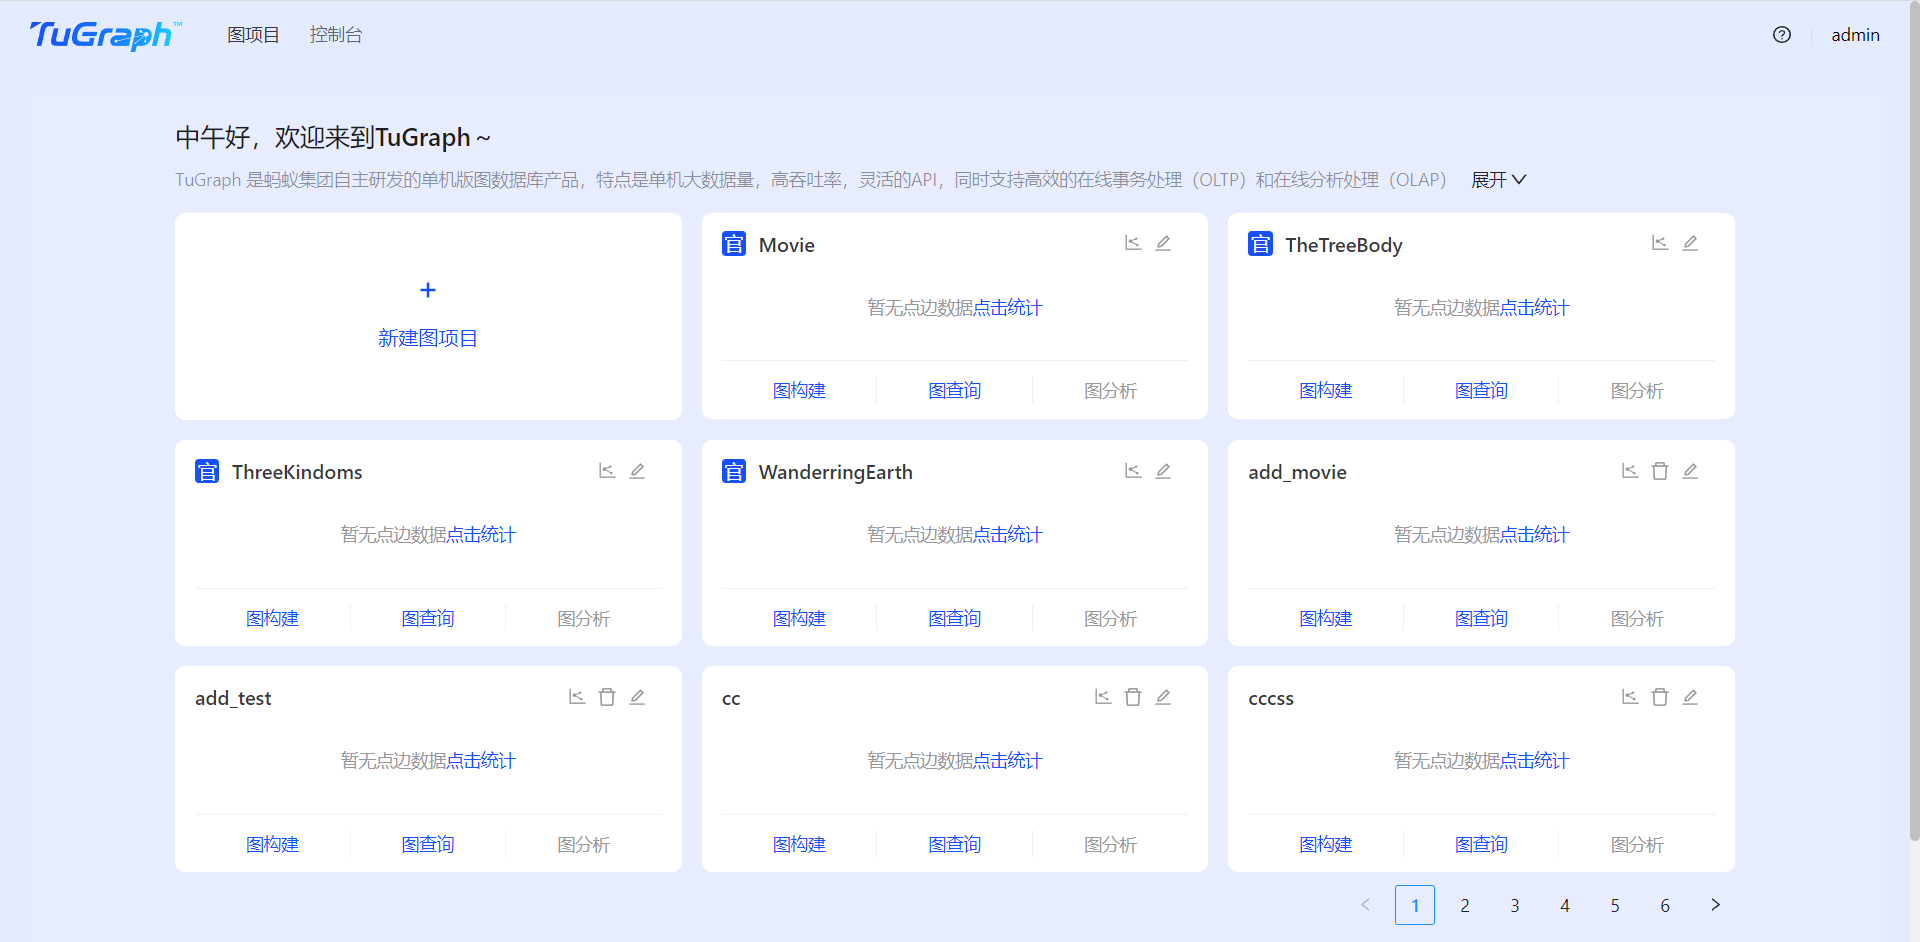 TuGraph™ 图项目 控制台 admin
中午好，欢迎来到TuGraph～
TuGraph 是蚂蚁集团自主研发的单机版图数据库产品，特点是单机大数据量，高吞吐率，灵活的API，同时支持高效的在线事务处理（OLTP）和在线分析处理（OLAP） 展开
新建图项目
官 Movie
暂无点边数据点击统计
图构建 图查询 图分析
官 TheTreeBody
暂无点边数据点击统计
图构建 图查询 图分析
官 ThreeKindoms
暂无点边数据点击统计
图构建 图查询 图分析
官 WanderringEarth
暂无点边数据点击统计
图构建 图查询 图分析
add_movie
暂无点边数据点击统计
图构建 图查询 图分析
add_test
暂无点边数据点击统计
图构建 图查询 图分析
cc
暂无点边数据点击统计
图构建 图查询 图分析
cccss
暂无点边数据点击统计
图构建 图查询 图分析
< 1 2 3 4 5 6 >